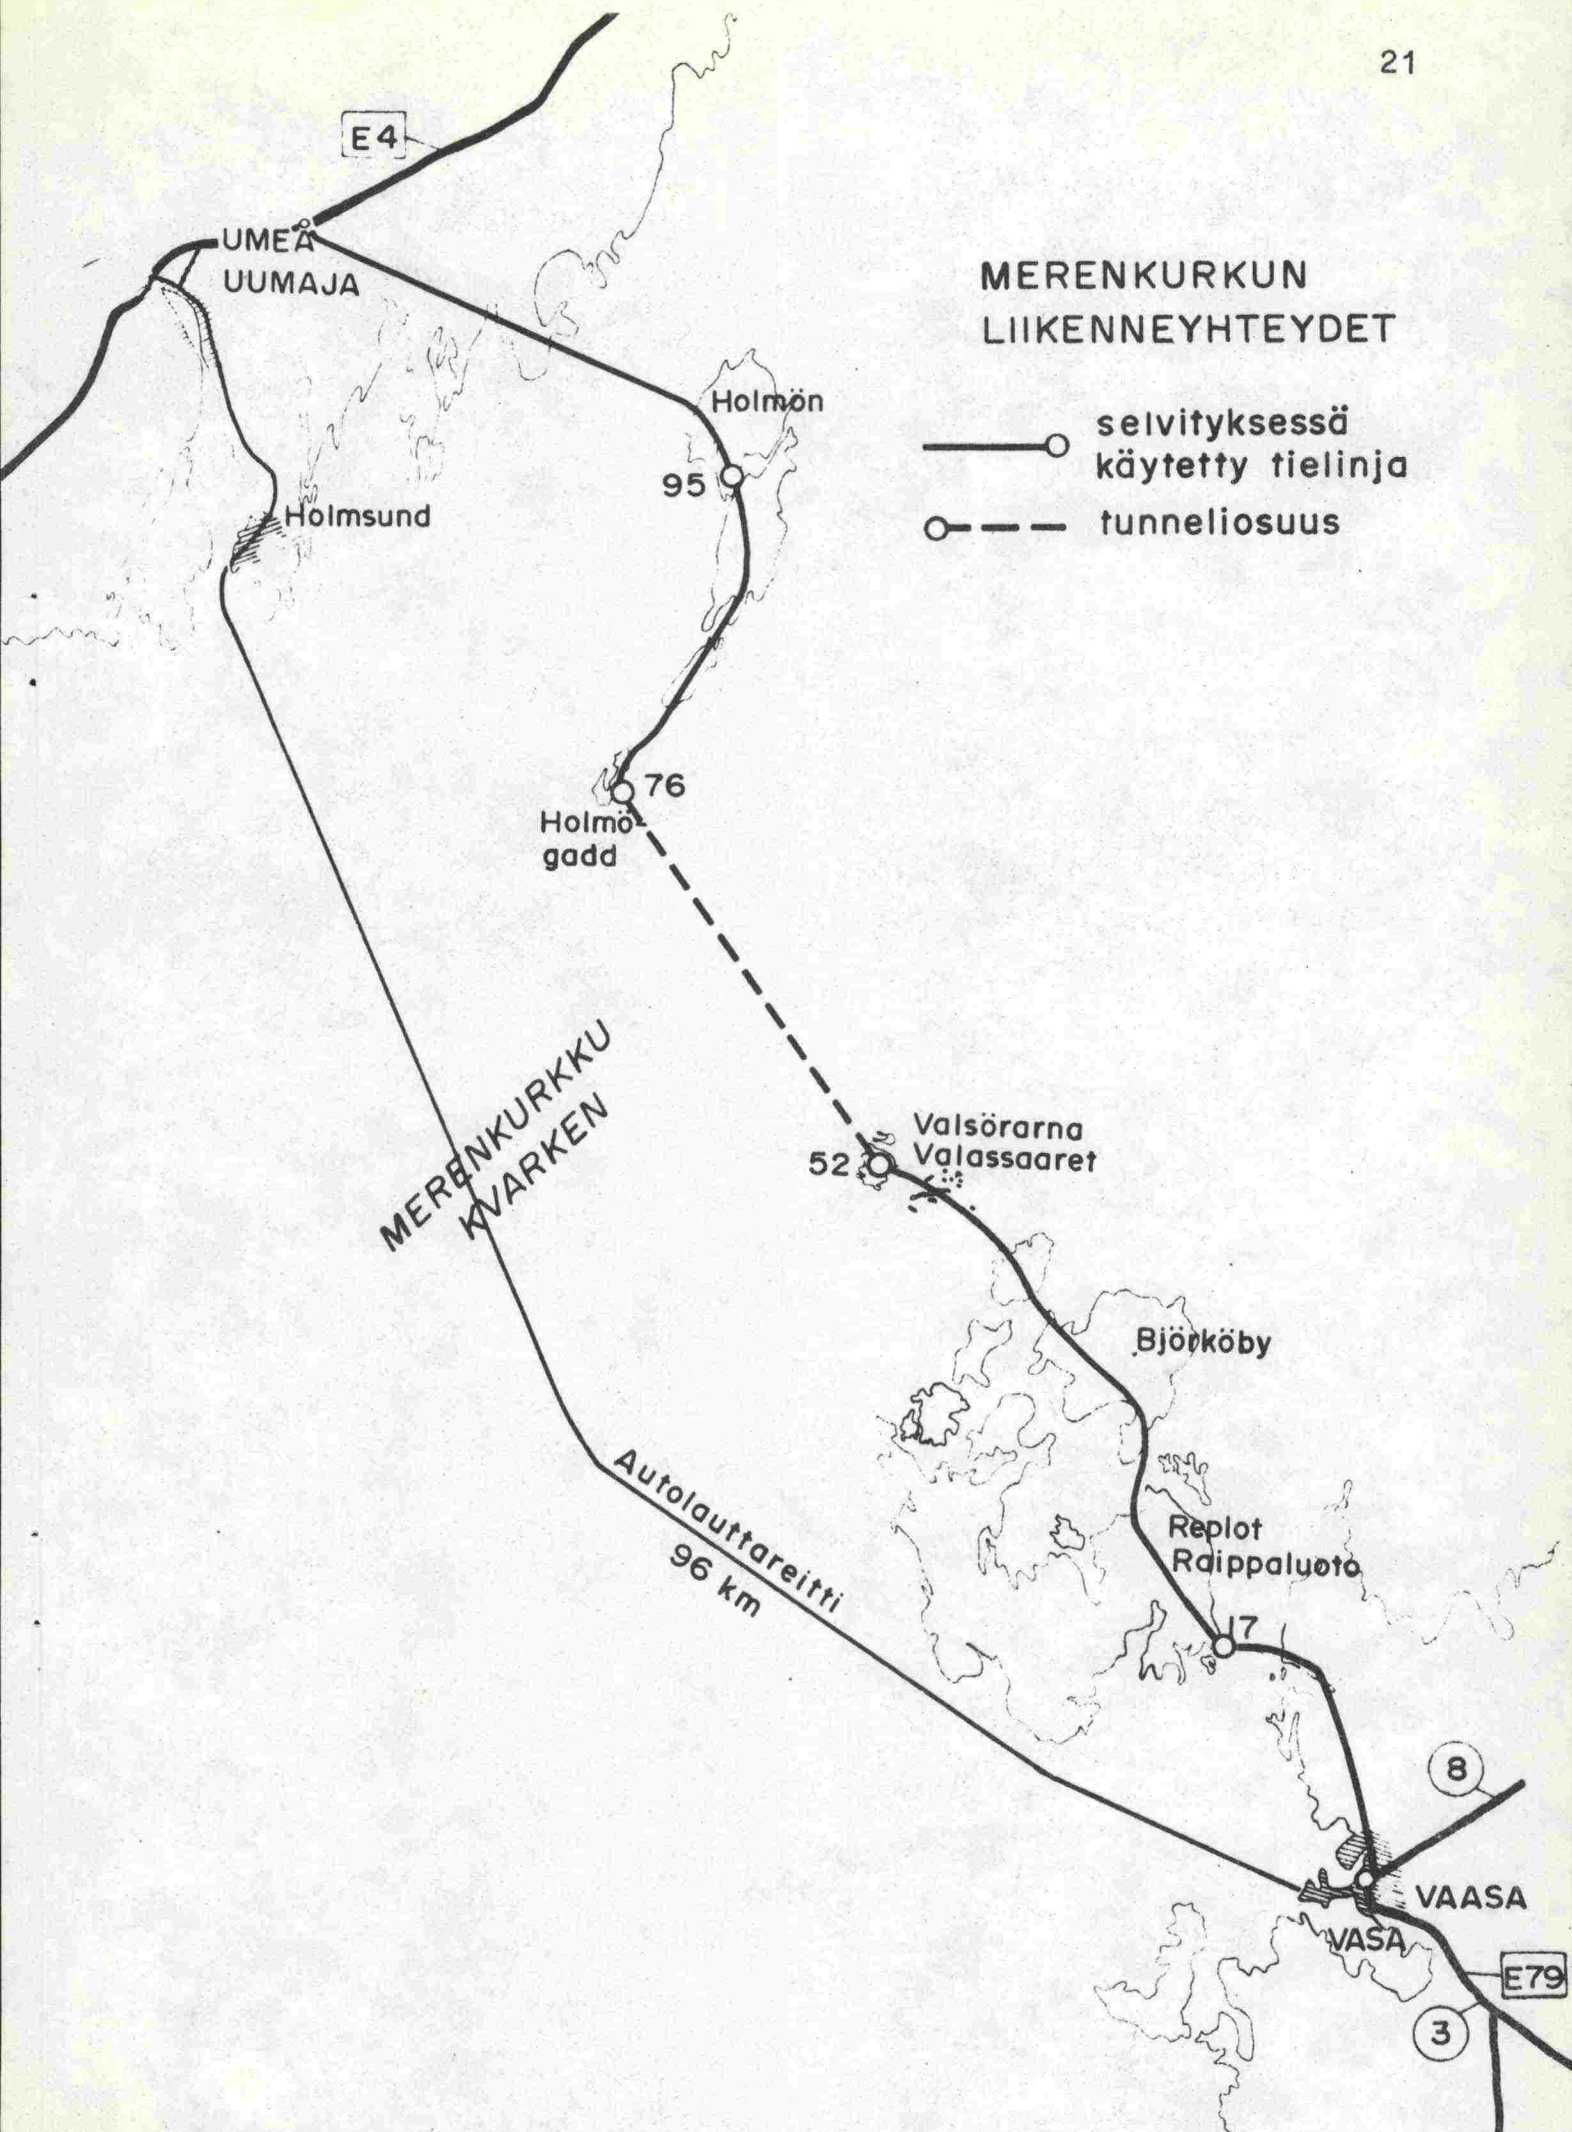 21
E4
UMEÅ
UUMAJA
MERENKURKUN
LIIKENNEYHTEYDET
selvityksessä
käytetty tielinja
tunneliosuus
Holmön
95
Holmsund
76
Holmö-
gadd
MERENKURKKU
KVARKEN
Valsörarna
Valassaaret
52
Björköby
Autolauttareitti
96 km
Replot
Raippaluoto
17
8
VAASA
VASA
E79
3